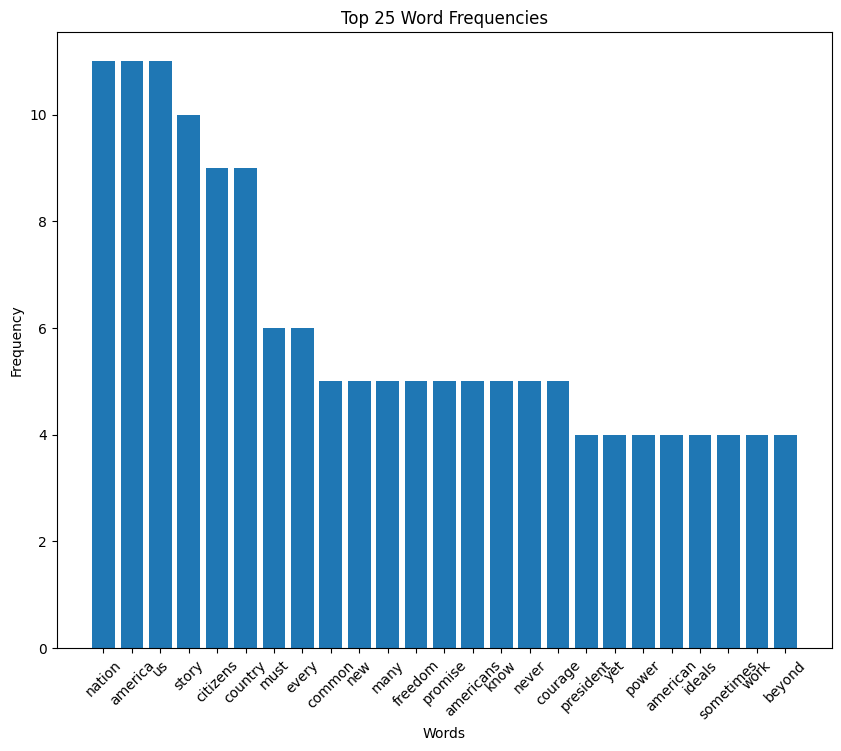 Top 25 Word Frequencies
10
8
6
4
2
0
Frequency
nation
america
us
story
citizens
country
must
every
common
new
many
freedom
promise
americans
know
never
courage
president
yet
power
american
ideals
sometimes
work
beyond
Words